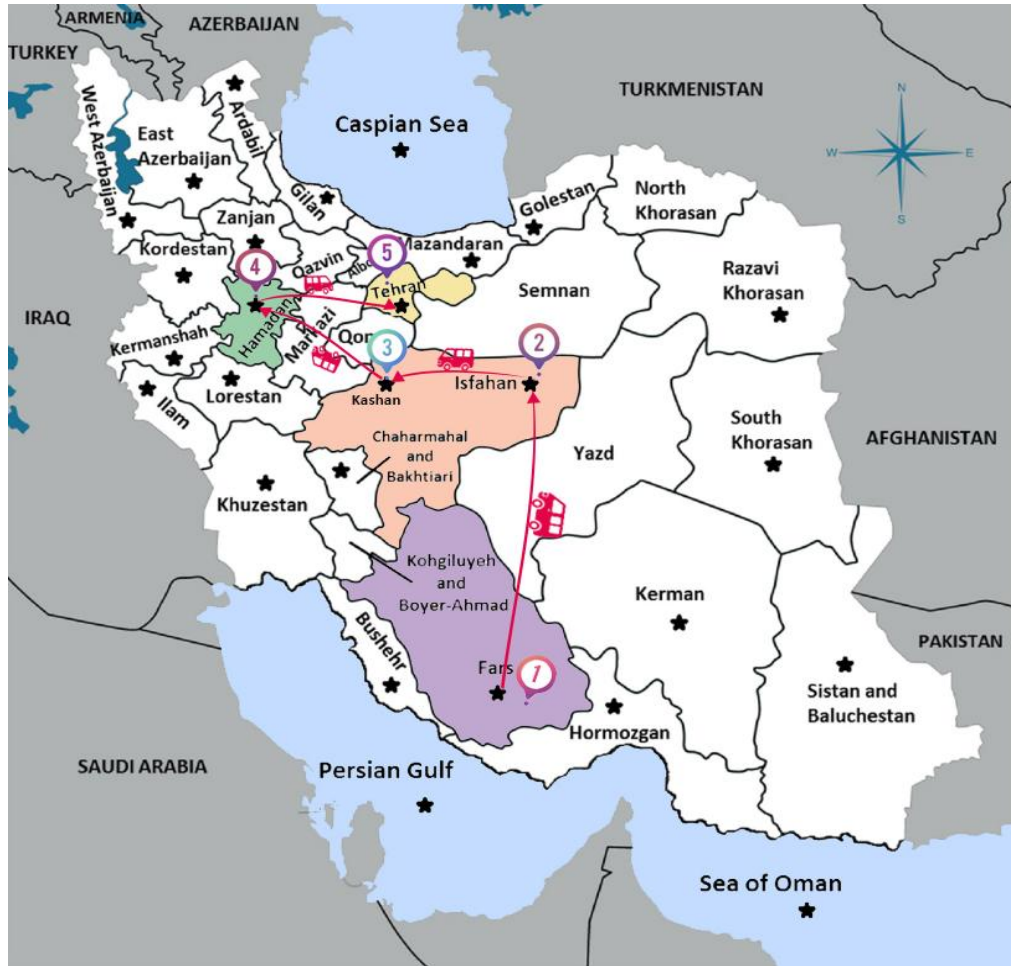 ARMENIA
AZERBAIJAN
TURKEY
TURKMENISTAN
Caspian Sea
N
W
E
S
West Azerbaijan
East
Azerbaijan
Ardabil
Gilan
Zanjan
Kordestan
Golestan
North
Khorasan
Mazandaran
Qazvin
Albo
5
4
Tehran
Semnan
Razavi
Khorasan
IRAQ
Hamadan
Markazi
Kermanshah
Qom
3
2
Isfahan
Kashan
Lorestan
Ilam
South
Khorasan
AFGHANISTAN
Chaharmahal
and
Bakhtiari
Yazd
Khuzestan
Kohgiluyeh
and
Boyer-Ahmad
Kerman
PAKISTAN
Bushehr
Fars
1
Sistan and
Baluchestan
Hormozgan
SAUDI ARABIA
Persian Gulf
Sea of Oman